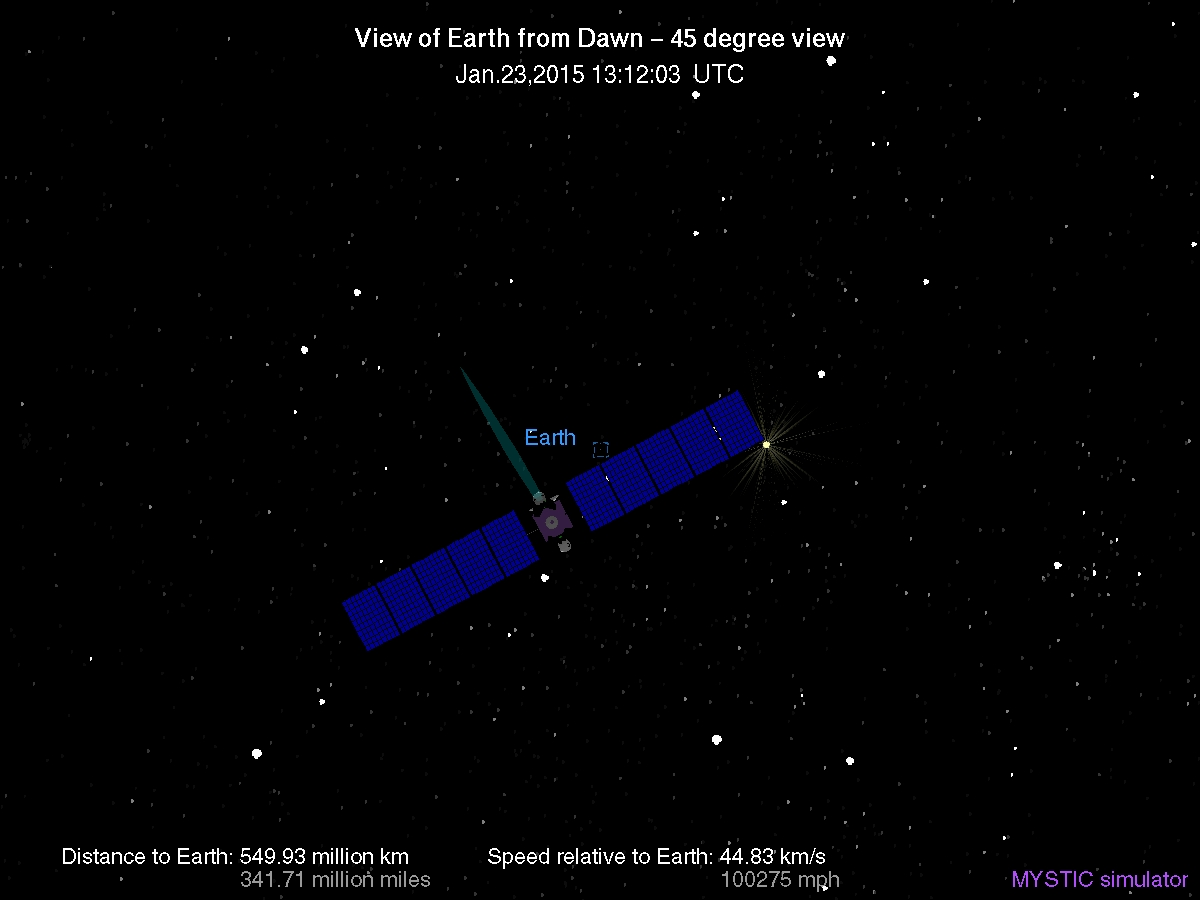 View of Earth from Dawn – 45 degree view
Jan.23,2015 13:12:03 UTC
Earth
Distance to Earth: 549.93 million km
341.71 million miles
Speed relative to Earth: 44.83 km/s
100275 mph
MYSTIC simulator